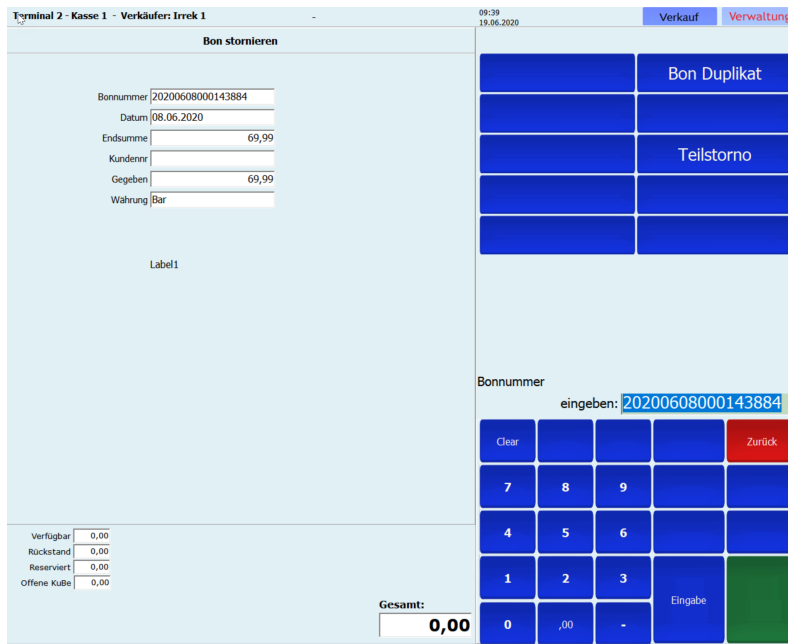 Terminal 2 - Kasse 1 - Verkäufer: Irrek 1 -
09:39
19.06.2020
Verkauf
Verwaltung
Bon stornieren
Bonnummer 20200608000143884
Datum 08.06.2020
Endsumme 69,99
Kundennr
Gegeben 69,99
Währung Bar
Label1
Bon Duplikat
Teilstorno
Bonnummer
eingeben: 20200608000143884
Clear
Zurück
7 8 9
4 5 6
1 2 3
Eingabe
0 ,00 -
Verfügbar 0,00
Rückstand 0,00
Reserviert 0,00
Offene KuBe 0,00
Gesamt:
0,00